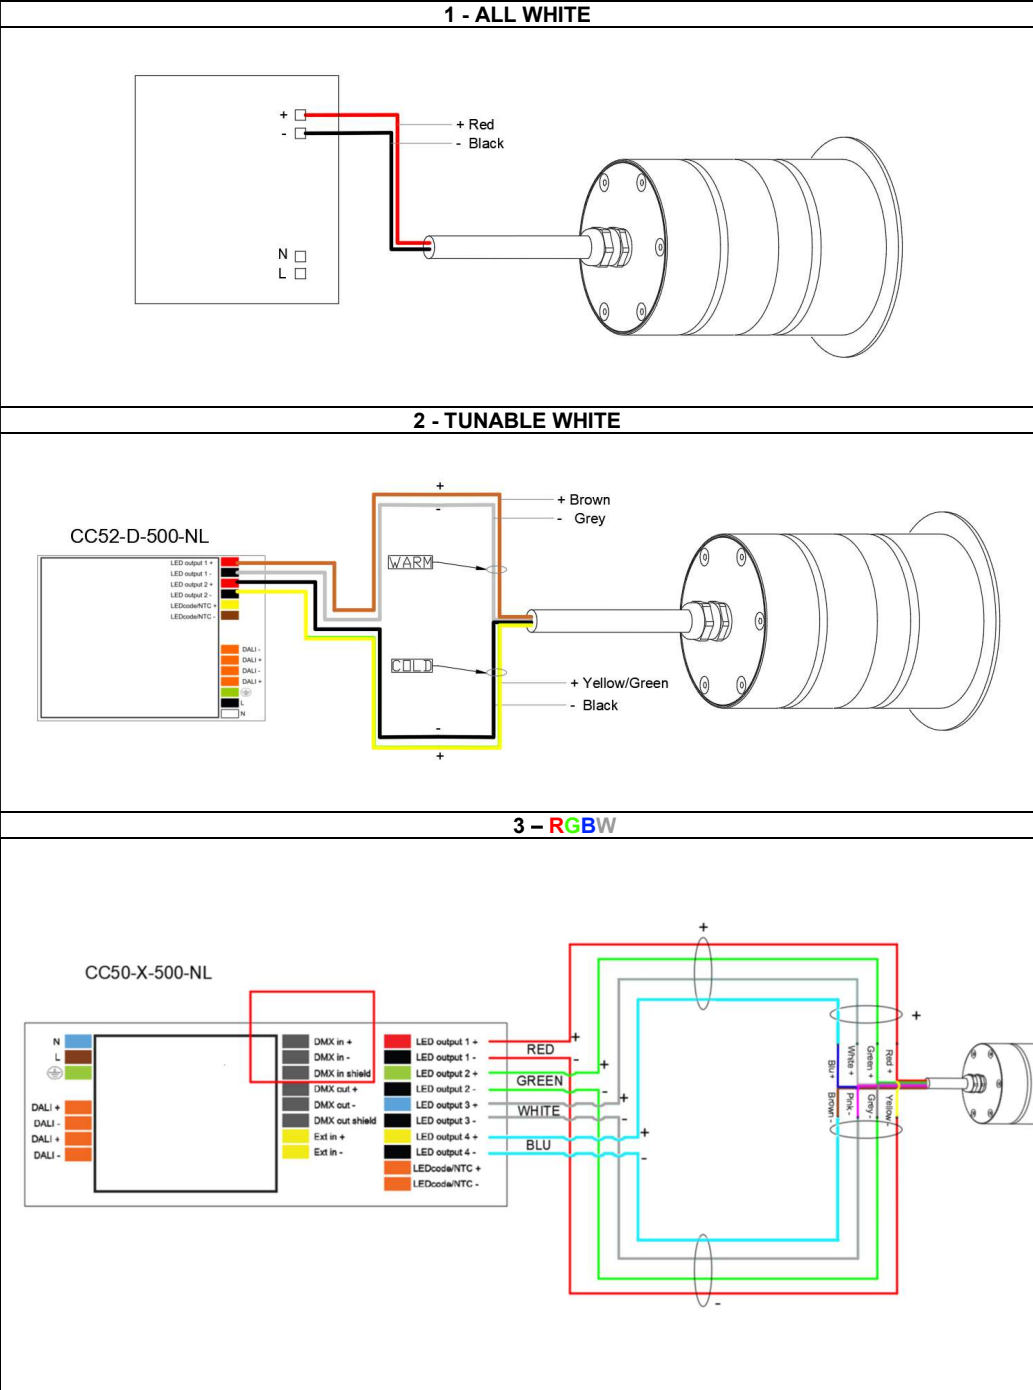 1 - ALL WHITE
+
-
+ Red
- Black
N
L
2 - TUNABLE WHITE
+
-
+ Brown
- Grey
CC52-D-500-NL
LED output 1 +
LED output 1 -
LED output 2 +
LED output 2 -
LEDcode/NTC +
LEDcode/NTC -
WARM
DALI -
DALI +
DALI -
DALI +
L
N
COLD
+ Yellow/Green
- Black
-
+
3 – RGBW
CC50-X-500-NL
N
L
DALI +
DALI -
DALI +
DALI -
DMX in +
DMX in -
DMX in shield
DMX out +
DMX out -
DMX out shield
Ext in +
Ext in -
LED output 1 +
LED output 1 -
LED output 2 +
LED output 2 -
LED output 3 +
LED output 3 -
LED output 4 +
LED output 4 -
LEDcode/NTC +
LEDcode/NTC -
RED
GREEN
WHITE
BLU
+
-
+
-
+
-
+
-
+
+
Blu+
White +
Green +
Red +
Brown-
Pink -
Grey -
Yellow-
-